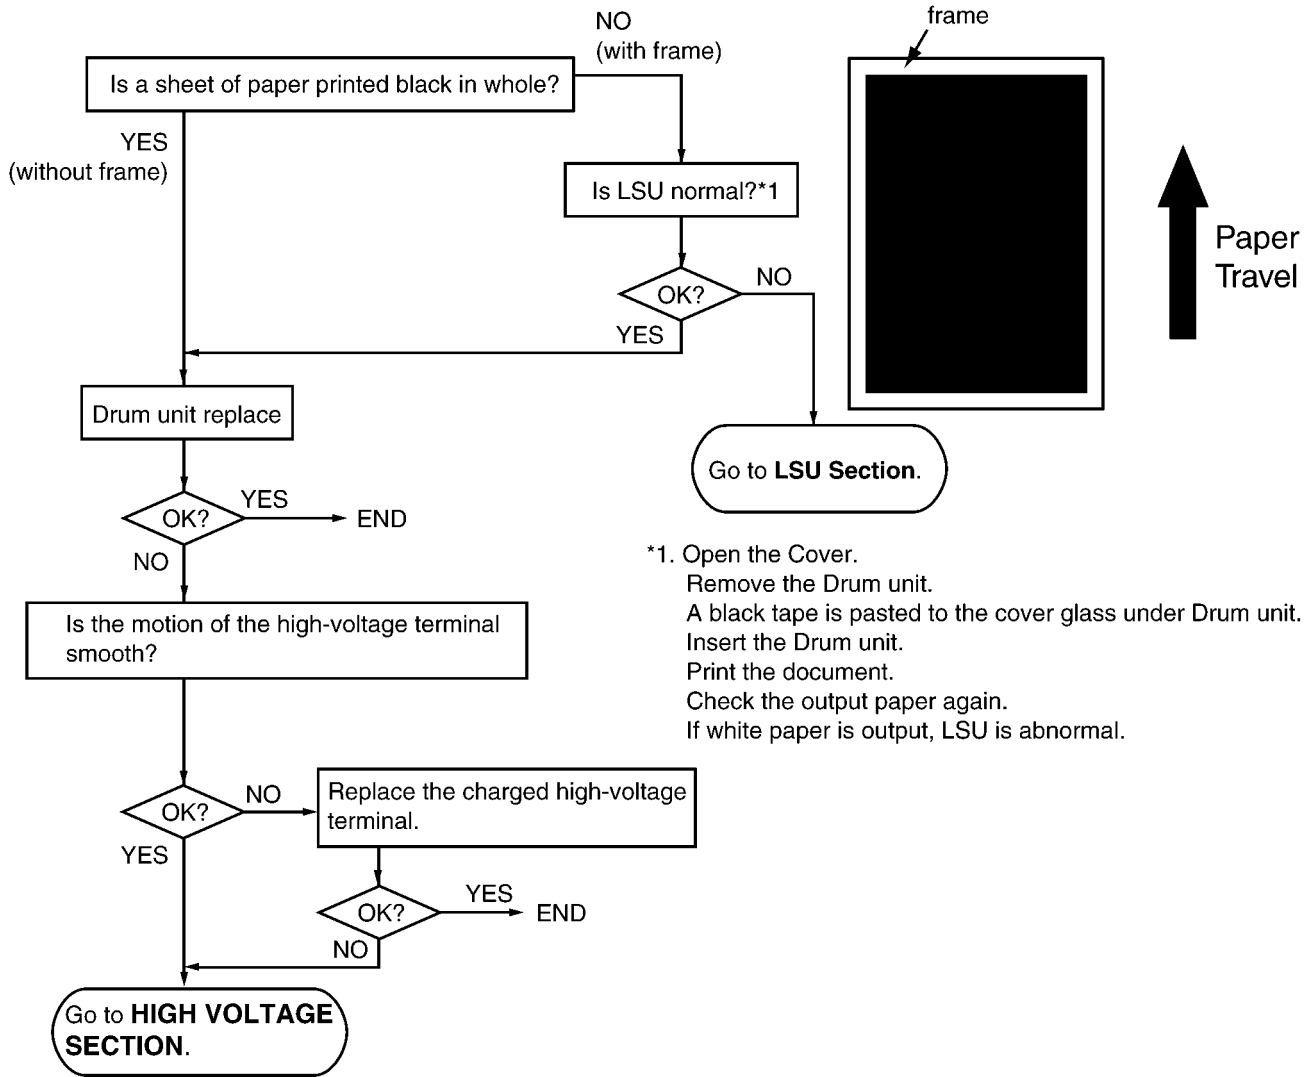 NO
(with frame)
frame
Is a sheet of paper printed black in whole?
YES
(without frame)
Is LSU normal?*1
Paper
Travel
OK?
NO
YES
Drum unit replace
Go to LSU Section.
OK?
YES
END
NO
*1. Open the Cover.
Remove the Drum unit.
A black tape is pasted to the cover glass under Drum unit.
Insert the Drum unit.
Print the document.
Check the output paper again.
If white paper is output, LSU is abnormal.
Is the motion of the high-voltage terminal
smooth?
OK?
NO
YES
Replace the charged high-voltage
terminal.
OK?
YES
END
NO
Go to HIGH VOLTAGE
SECTION.